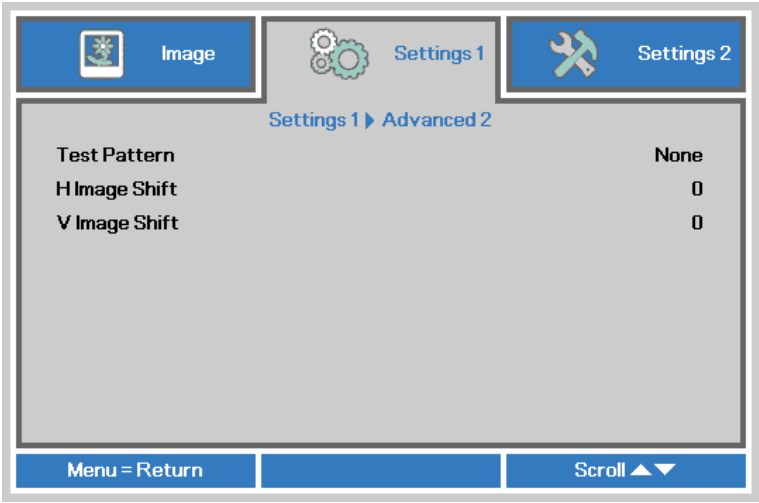 Image
Settings 1
Settings 2
Settings 1 ▶ Advanced 2
Test Pattern None
H Image Shift 0
V Image Shift 0
Menu = Return
Scroll ▲▼